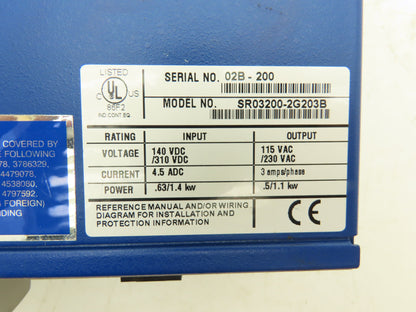 LISTED
C UL US
86F2
IND.CONT.EQ.
SERIAL NO. 02B - 200
MODEL NO. SR03200-2G203B
RATING INPUT OUTPUT
VOLTAGE 140 VDC /310 VDC 115 VAC /230 VAC
CURRENT 4.5 ADC 3 amps/phase
POWER .63/1.4 kw .5/1.1 kw
REFERENCE MANUAL AND/OR WIRING
DIAGRAM FOR INSTALLATION AND
PROTECTION INFORMATION
CE
COVERED BY
FOLLOWING
78, 3786329,
4479078,
4538080,
4797592,
FOREIGN)
DING